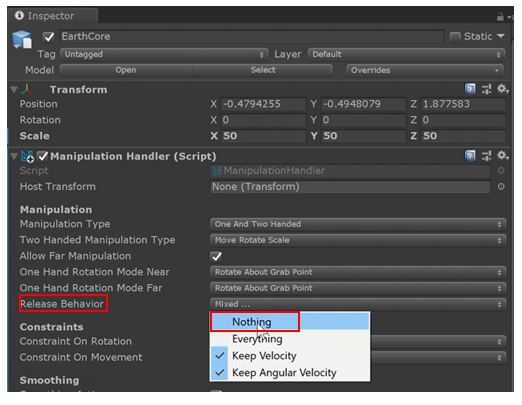 Inspector
EarthCore Static
Tag Untagged Layer Default
Model Open Select Overrides
Transform
Position X -0.4794255 Y -0.4948079 Z 1.877583
Rotation X 0 Y 0 Z 0
Scale X 50 Y 50 Z 50
Manipulation Handler (Script)
Script ManipulationHandler
Host Transform None (Transform)
Manipulation
Manipulation Type One And Two Handed
Two Handed Manipulation Type Move Rotate Scale
Allow Far Manipulation
One Hand Rotation Mode Near Rotate About Grab Point
One Hand Rotation Mode Far Rotate About Grab Point
Release Behavior Mixed ...
Nothing
Everything
Constraints
Constraint On Rotation
Keep Velocity
Constraint On Movement
Keep Angular Velocity
Smoothing